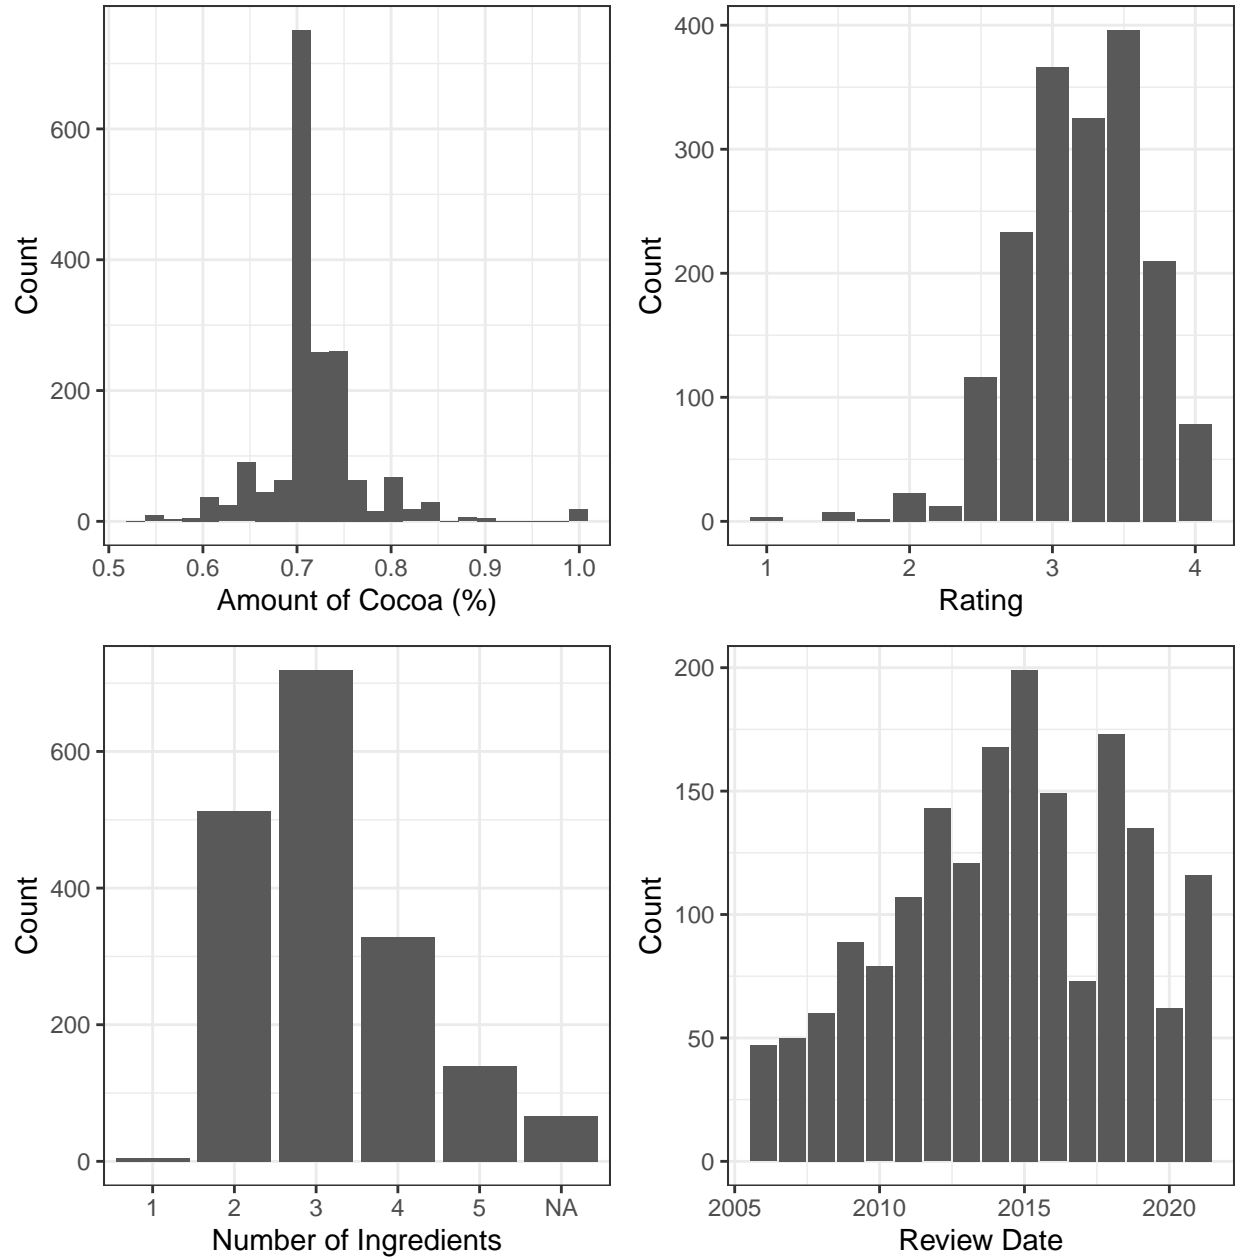 Count
600
400
200
0
0.5 0.6 0.7 0.8 0.9 1.0
Amount of Cocoa (%)
Count
400
300
200
100
0
1 2 3 4
Rating
Count
600
400
200
0
1 2 3 4 5 NA
Number of Ingredients
Count
200
150
100
50
0
2005 2010 2015 2020
Review Date